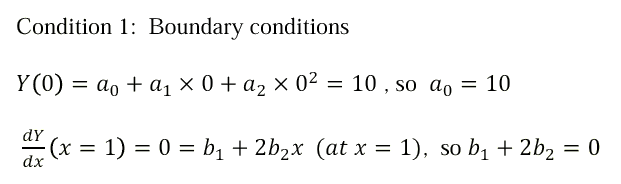 Condition 1:  Boundary conditions
Y(0) = a₀ + a₁ × 0 + a₂ × 0² = 10 , so a₀ = 10
dY/dx (x = 1) = 0 = b₁ + 2b₂x (at x = 1), so b₁ + 2b₂ = 0